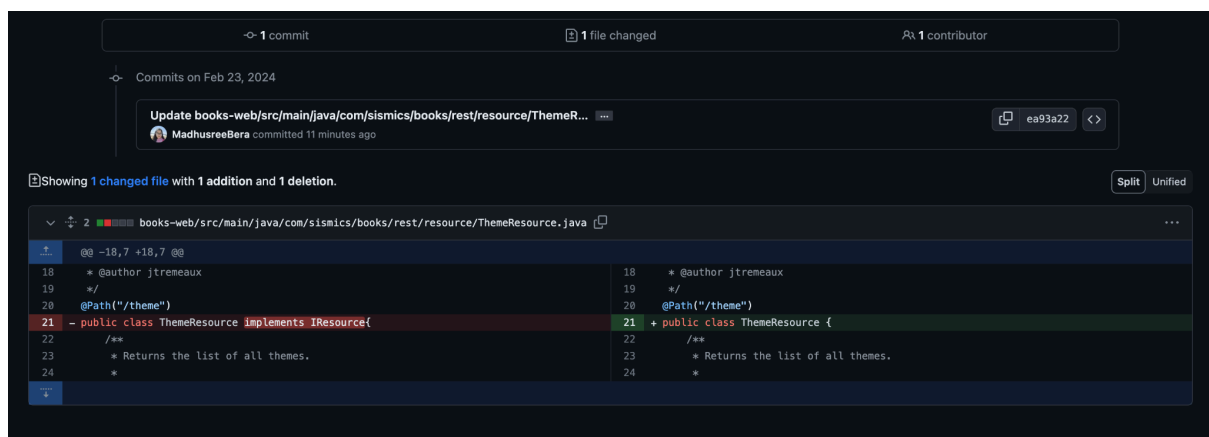 1 commit 1 file changed 1 contributor
Commits on Feb 23, 2024
Update books-web/src/main/java/com/sismics/books/rest/resource/ThemeR... ...
ea93a22 <>
MadhusreeBera committed 11 minutes ago
Showing 1 changed file with 1 addition and 1 deletion.
Split Unified
2 books-web/src/main/java/com/sismics/books/rest/resource/ThemeResource.java ...
@@ -18,7 +18,7 @@
18 * @author jtremeaux 18 * @author jtremeaux
19 */ 19 */
20 @Path("/theme") 20 @Path("/theme")
21 - public class ThemeResource implements IResource{ 21 + public class ThemeResource {
22 /** 22 /**
23 * Returns the list of all themes. 23 * Returns the list of all themes.
24 * 24 *